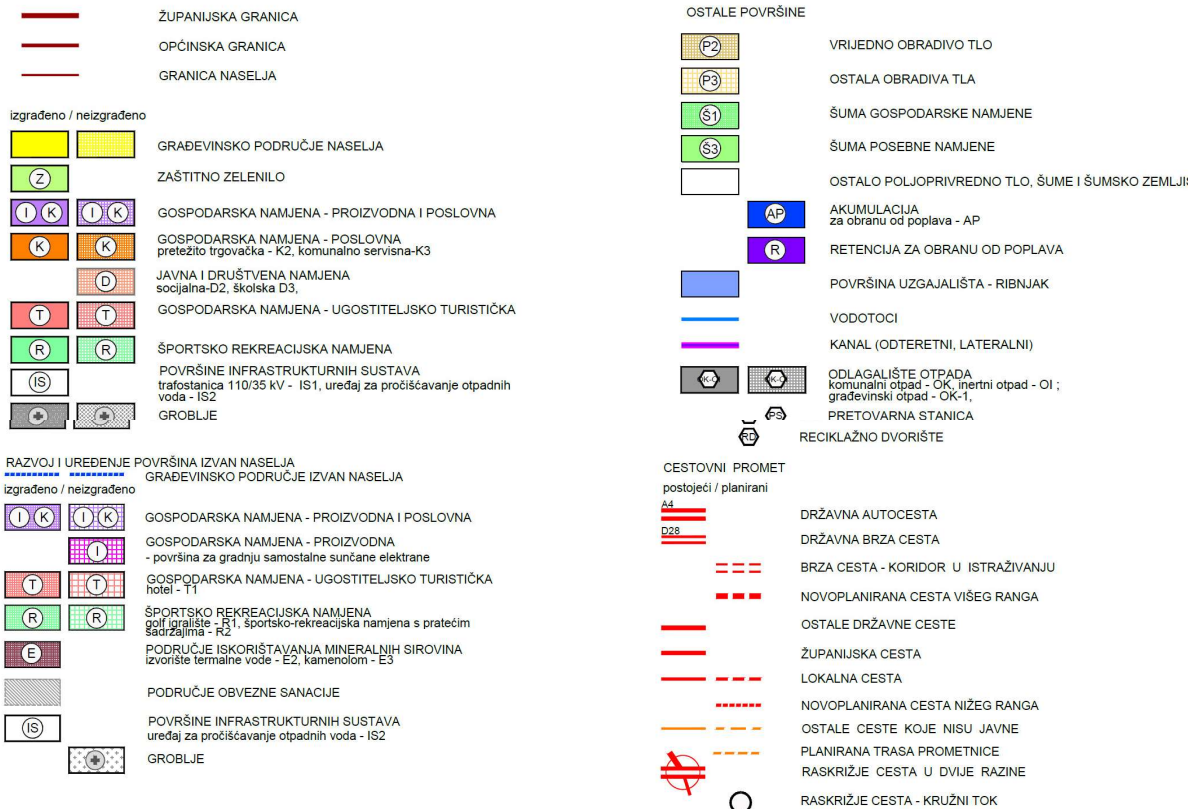 ŽUPANIJSKA GRANICA
OPĆINSKA GRANICA
GRANICA NASELJA
izgrađeno / neizgrađeno
GRAĐEVINSKO PODRUČJE NASELJA
Z ZAŠTITNO ZELENILO
I K I K GOSPODARSKA NAMJENA - PROIZVODNA I POSLOVNA
K K GOSPODARSKA NAMJENA - POSLOVNA
pretežito trgovačka - K2, komunalno servisna-K3
D JAVNA I DRUŠTVENA NAMJENA
socijalna-D2, školska D3,
T T GOSPODARSKA NAMJENA - UGOSTITELJSKO TURISTIČKA
R R ŠPORTSKO REKREACIJSKA NAMJENA
IS POVRŠINE INFRASTRUKTURNIH SUSTAVA
trafostanica 110/35 kV - IS1, uređaj za pročišćavanje otpadnih
voda - IS2
GROBLJE
RAZVOJ I UREĐENJE POVRŠINA IZVAN NASELJA
GRAĐEVINSKO PODRUČJE IZVAN NASELJA
izgrađeno / neizgrađeno
I K I K GOSPODARSKA NAMJENA - PROIZVODNA I POSLOVNA
I GOSPODARSKA NAMJENA - PROIZVODNA
- površina za gradnju samostalne sunčane elektrane
T T GOSPODARSKA NAMJENA - UGOSTITELJSKO TURISTIČKA
hotel - T1
R R ŠPORTSKO REKREACIJSKA NAMJENA
golf igralište - R1, športsko-rekreacijska namjena s pratećim
sadržajima - R2
E PODRUČJE ISKORIŠTAVANJA MINERALNIH SIROVINA
izvorište termalne vode - E2, kamenolom - E3
PODRUČJE OBVEZNE SANACIJE
IS POVRŠINE INFRASTRUKTURNIH SUSTAVA
uređaj za pročišćavanje otpadnih voda - IS2
GROBLJE
OSTALE POVRŠINE
P2 VRIJEDNO OBRADIVO TLO
P3 OSTALA OBRADIVA TLA
Š1 ŠUMA GOSPODARSKE NAMJENE
Š3 ŠUMA POSEBNE NAMJENE
OSTALO POLJOPRIVREDNO TLO, ŠUME I ŠUMSKO ZEMLJIŠ
AP AKUMULACIJA
za obranu od poplava - AP
R RETENCIJA ZA OBRANU OD POPLAVA
POVRŠINA UZGAJALIŠTA - RIBNJAK
VODOTOCI
KANAL (ODTERETNI, LATERALNI)
OK-OI OK-OI ODLAGALIŠTE OTPADA
komunalni otpad - OK, inertni otpad - OI ;
građevinski otpad - OK-1,
PS PRETOVARNA STANICA
RD RECIKLAŽNO DVORIŠTE
CESTOVNI PROMET
postojeći / planirani
A4
DRŽAVNA AUTOCESTA
D28
DRŽAVNA BRZA CESTA
BRZA CESTA - KORIDOR U ISTRAŽIVANJU
NOVOPLANIRANA CESTA VIŠEG RANGA
OSTALE DRŽAVNE CESTE
ŽUPANIJSKA CESTA
LOKALNA CESTA
NOVOPLANIRANA CESTA NIŽEG RANGA
OSTALE CESTE KOJE NISU JAVNE
PLANIRANA TRASA PROMETNICE
RASKRIŽJE CESTA U DVIJE RAZINE
RASKRIŽJE CESTA - KRUŽNI TOK